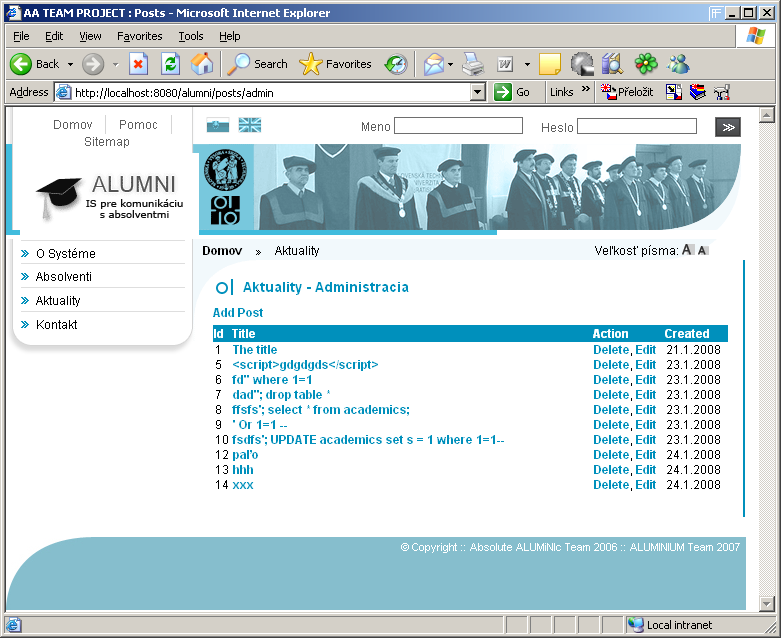 AA TEAM PROJECT : Posts - Microsoft Internet Explorer
File Edit View Favorites Tools Help
Back Search Favorites
Address http://localhost:8080/alumni/posts/admin Go Links » Přeložit
Domov Pomoc
Sitemap
Meno Heslo >>
ALUMNI
IS pre komunikáciu
s absolventmi
O Systéme
Absolventi
Aktuality
Kontakt
Domov » Aktuality Veľkosť písma: A A
Aktuality - Administracia
Add Post
Id Title Action Created
1 The title Delete, Edit 21.1.2008
5 <script>gdgdgds</script> Delete, Edit 23.1.2008
6 fd" where 1=1 Delete, Edit 23.1.2008
7 dad"; drop table * Delete, Edit 23.1.2008
8 ffsfs'; select * from academics; Delete, Edit 23.1.2008
9 ' Or 1=1 -- Delete, Edit 23.1.2008
10 fsdfs'; UPDATE academics set s = 1 where 1=1-- Delete, Edit 23.1.2008
12 paľo Delete, Edit 24.1.2008
13 hhh Delete, Edit 24.1.2008
14 xxx Delete, Edit 24.1.2008
© Copyright :: Absolute ALUMiNIc Team 2006 :: ALUMINIUM Team 2007
Local intranet